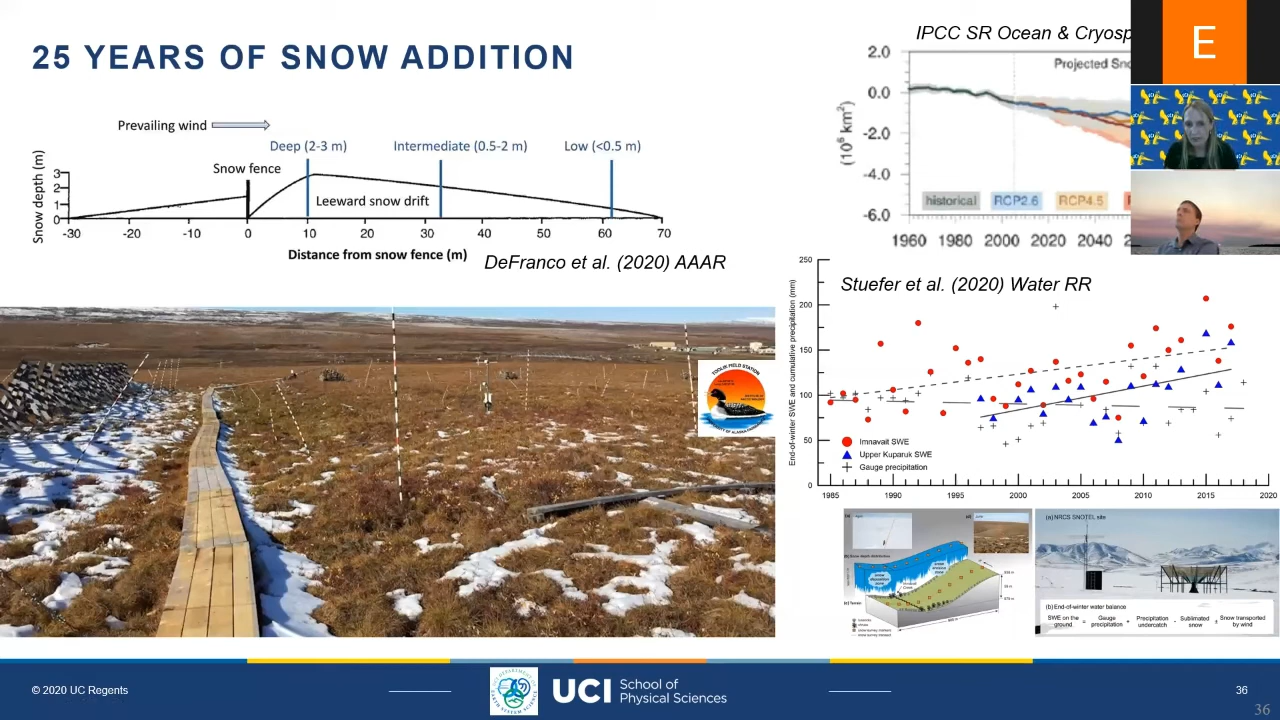 25 YEARS OF SNOW ADDITION
Prevailing wind
Deep (2-3 m)
Intermediate (0.5-2 m)
Low (<0.5 m)
Snow fence
Leeward snow drift
Snow depth (m)
3
2
1
0
-30 -20 -10 0 10 20 30 40 50 60 70
Distance from snow fence (m)
DeFranco et al. (2020) AAAR
IPCC SR Ocean & Cryosp
Projected Sno
(10⁶ km²)
2.0
0.0
-2.0
-4.0
-6.0
historical RCP2.6 RCP4.5
1960 1980 2000 2020 2040 2
E
Stuefer et al. (2020) Water RR
End-of-winter SWE and cumulative precipitation (mm)
250
200
150
100
50
0
Imnavait SWE
Upper Kuparuk SWE
Gauge precipitation
1985 1990 1995 2000 2005 2010 2015 2020
TOOLIK FIELD STATION
(a) NRCS SNOTEL site
(b) End-of-winter water balance
SWE on the ground = Gauge precipitation + Precipitation undercatch - Sublimated snow ± Snow transported by wind
© 2020 UC Regents
UCI School of
Physical Sciences
36
36